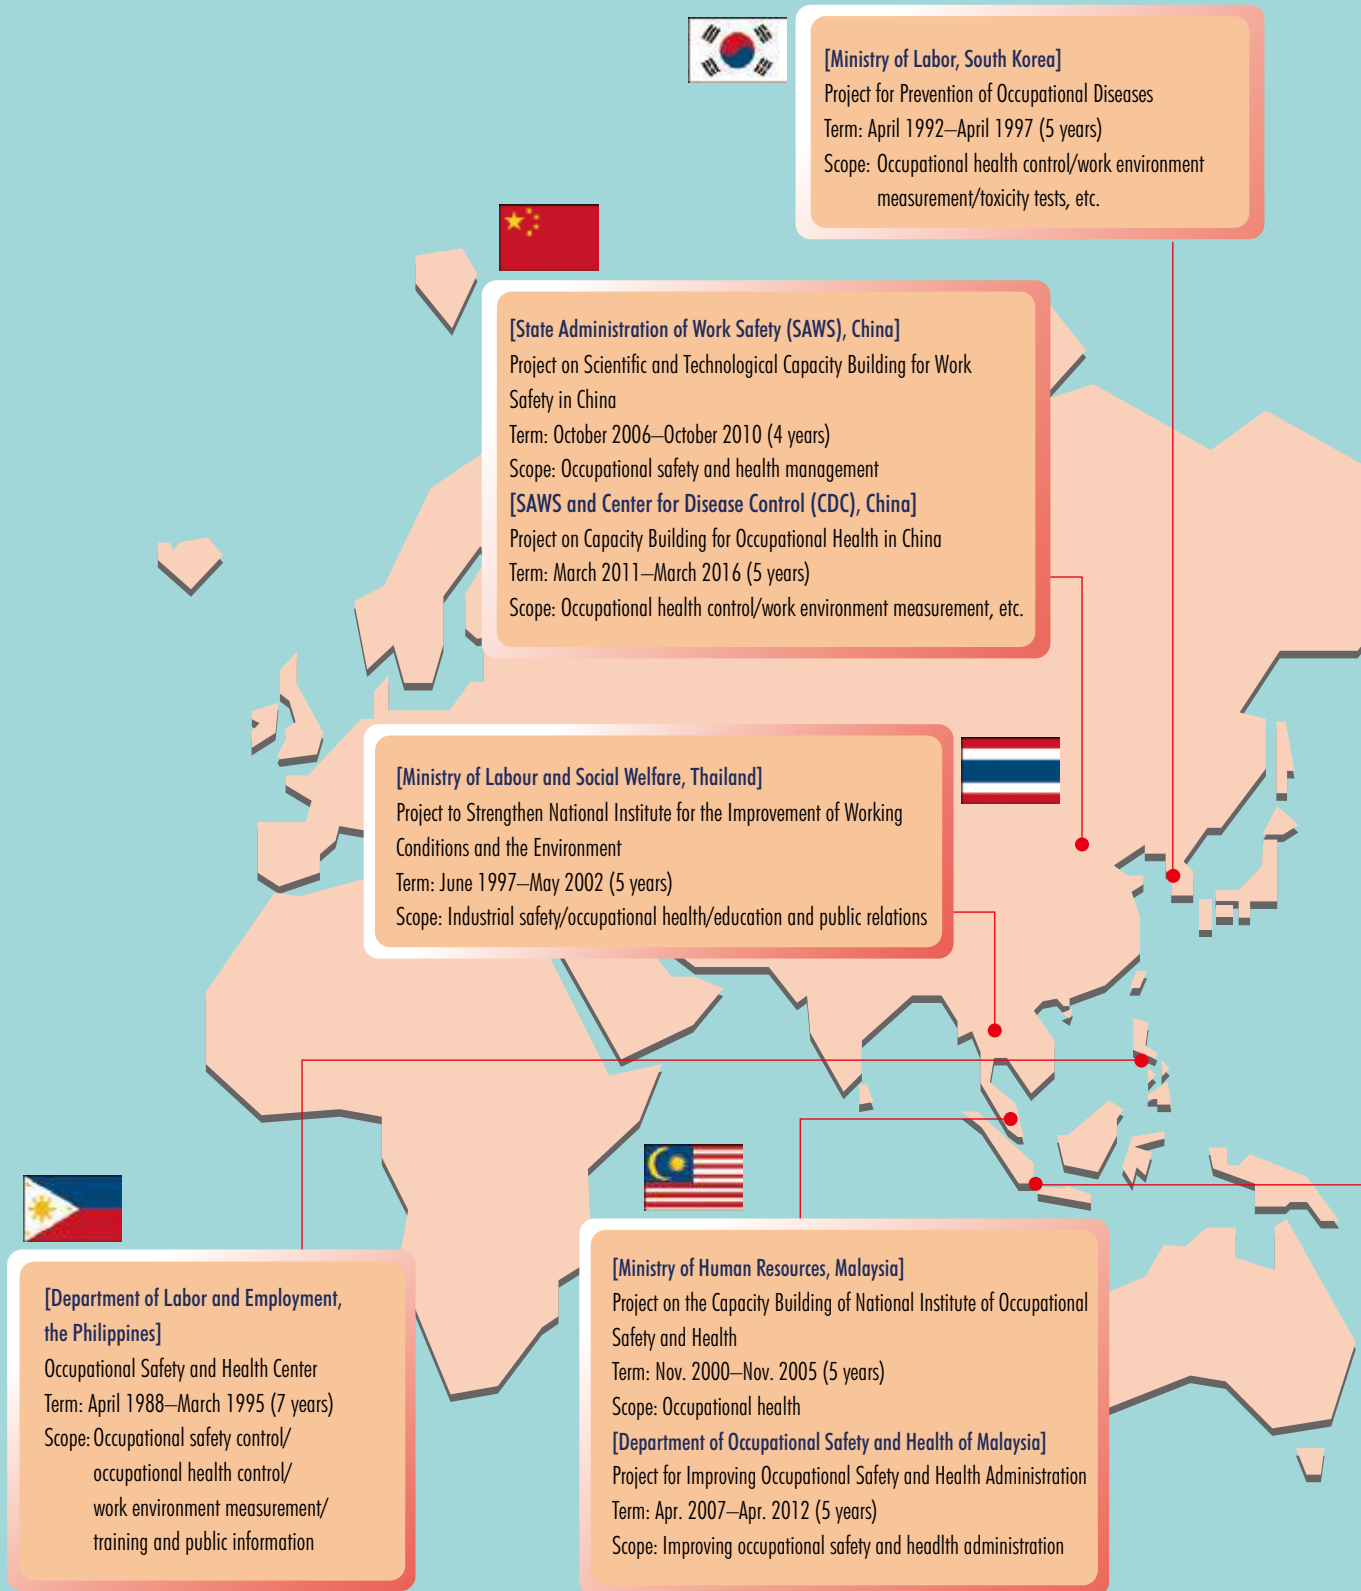 [Ministry of Labor, South Korea]
Project for Prevention of Occupational Diseases
Term: April 1992–April 1997 (5 years)
Scope: Occupational health control/work environment
measurement/toxicity tests, etc.
[State Administration of Work Safety (SAWS), China]
Project on Scientific and Technological Capacity Building for Work
Safety in China
Term: October 2006–October 2010 (4 years)
Scope: Occupational safety and health management
[SAWS and Center for Disease Control (CDC), China]
Project on Capacity Building for Occupational Health in China
Term: March 2011–March 2016 (5 years)
Scope: Occupational health control/work environment measurement, etc.
[Ministry of Labour and Social Welfare, Thailand]
Project to Strengthen National Institute for the Improvement of Working
Conditions and the Environment
Term: June 1997–May 2002 (5 years)
Scope: Industrial safety/occupational health/education and public relations
[Department of Labor and Employment,
the Philippines]
Occupational Safety and Health Center
Term: April 1988–March 1995 (7 years)
Scope: Occupational safety control/
occupational health control/
work environment measurement/
training and public information
[Ministry of Human Resources, Malaysia]
Project on the Capacity Building of National Institute of Occupational
Safety and Health
Term: Nov. 2000–Nov. 2005 (5 years)
Scope: Occupational health
[Department of Occupational Safety and Health of Malaysia]
Project for Improving Occupational Safety and Health Administration
Term: Apr. 2007–Apr. 2012 (5 years)
Scope: Improving occupational safety and headlth administration